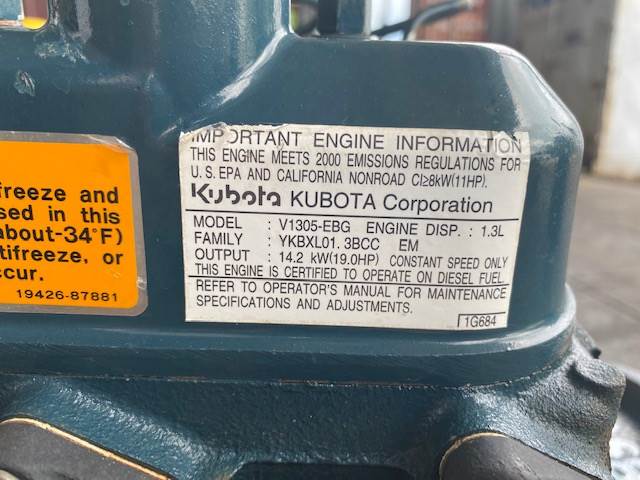 freeze and
sed in this
about-34°F)
tifreeze, or
cur.
19426-87881
IMPORTANT ENGINE INFORMATION
THIS ENGINE MEETS 2000 EMISSIONS REGULATIONS FOR
U.S. EPA AND CALIFORNIA NONROAD CI≥8kW(11HP).
Kubota KUBOTA Corporation
MODEL : V1305-EBG ENGINE DISP. : 1.3L
FAMILY : YKBXL01.3BCC EM
OUTPUT : 14.2 kW(19.0HP) CONSTANT SPEED ONLY
THIS ENGINE IS CERTIFIED TO OPERATE ON DIESEL FUEL.
REFER TO OPERATOR'S MANUAL FOR MAINTENANCE
SPECIFICATIONS AND ADJUSTMENTS.
1G684